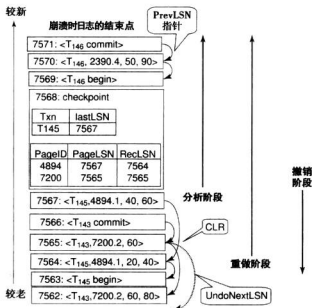 较新
崩溃时日志的结束点
PrevLSN
指针
7571: <T146 commit>
7570: <T146, 2390.4, 50, 90>
7569: <T146 begin>
7568: checkpoint
Txn lastLSN
T145 7567
PageID PageLSN RecLSN
4894 7567 7564
7200 7565 7565
7567: <T145,4894.1, 40, 60>
7566: <T143 commit>
7565: <T143,7200.2, 60>
7564: <T145,4894.1, 20, 40>
7563: <T145 begin>
7562: <T143,7200.2, 60, 80>
较老
分析阶段
CLR
重做阶段
UndoNextLSN
撤销
阶段